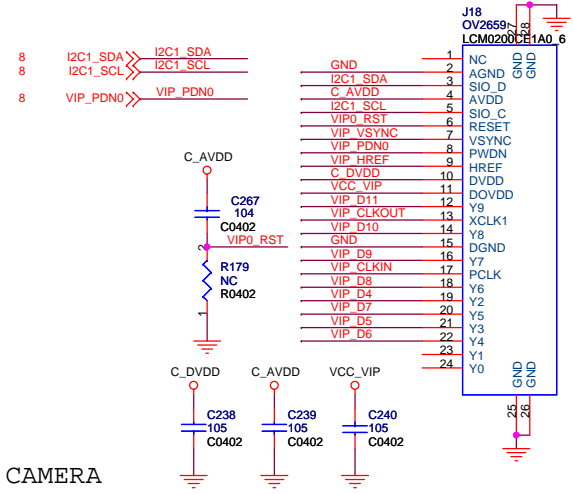 J18
OV2659
LCM0200CE1A0_6
27
28
GND
GND
8 I2C1_SDA I2C1_SDA
8 I2C1_SCL I2C1_SCL
8 VIP_PDN0 VIP_PDN0
1 NC
GND 2 AGND
I2C1_SDA 3 SIO_D
C_AVDD 4 AVDD
I2C1_SCL 5 SIO_C
VIP0_RST 6 RESET
VIP_VSYNC 7 VSYNC
VIP_PDN0 8 PWDN
VIP_HREF 9 HREF
C_DVDD 10 DVDD
VCC_VIP 11 DOVDD
VIP_D11 12 Y9
VIP_CLKOUT 13 XCLK1
VIP_D10 14 Y8
GND 15 DGND
VIP_D9 16 Y7
VIP_CLKIN 17 PCLK
VIP_D8 18 Y6
VIP_D4 19 Y2
VIP_D7 20 Y5
VIP_D5 21 Y3
VIP_D6 22 Y4
23 Y1
24 Y0
C_AVDD
C267
104
C0402
VIP0_RST
2
R179
NC
R0402
1
C_DVDD
C238
105
C0402
C_AVDD
C239
105
C0402
VCC_VIP
C240
105
C0402
GND
GND
25
26
CAMERA